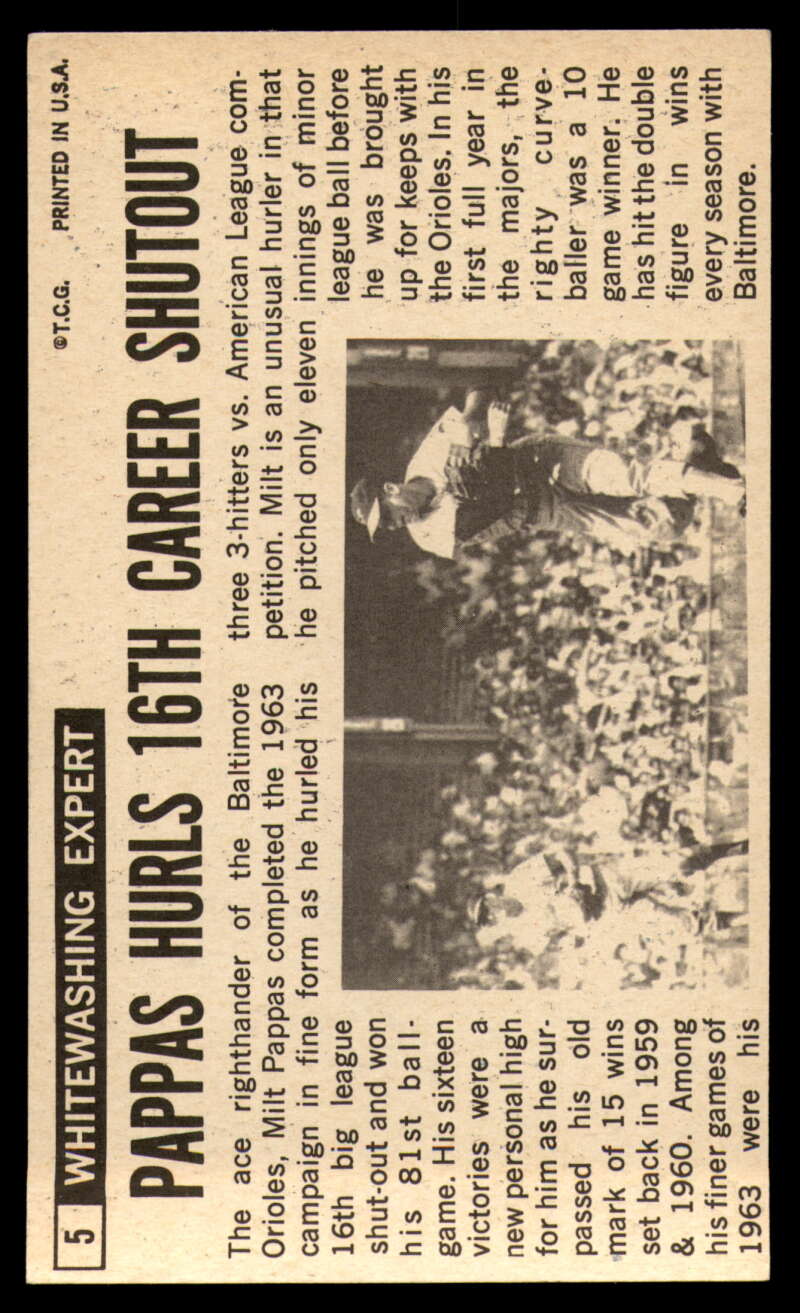 5 WHITEWASHING EXPERT
©T.C.G. PRINTED IN U.S.A.
PAPPAS HURLS 16TH CAREER SHUTOUT
The ace righthander of the Baltimore
Orioles, Milt Pappas completed the 1963
campaign in fine form as he hurled his
16th big league
shut-out and won
his 81st ball-
game. His sixteen
victories were a
new personal high
for him as he sur-
passed his old
mark of 15 wins
set back in 1959
& 1960. Among
his finer games of
1963 were his
three 3-hitters vs. American League com-
petition. Milt is an unusual hurler in that
he pitched only eleven innings of minor
league ball before
he was brought
up for keeps with
the Orioles. In his
first full year in
the majors, the
righty curve-
baller was a 10
game winner. He
has hit the double
figure in wins
every season with
Baltimore.